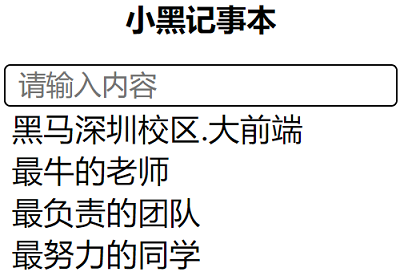 小黑记事本
请输入内容
黑马深圳校区.大前端
最牛的老师
最负责的团队
最努力的同学